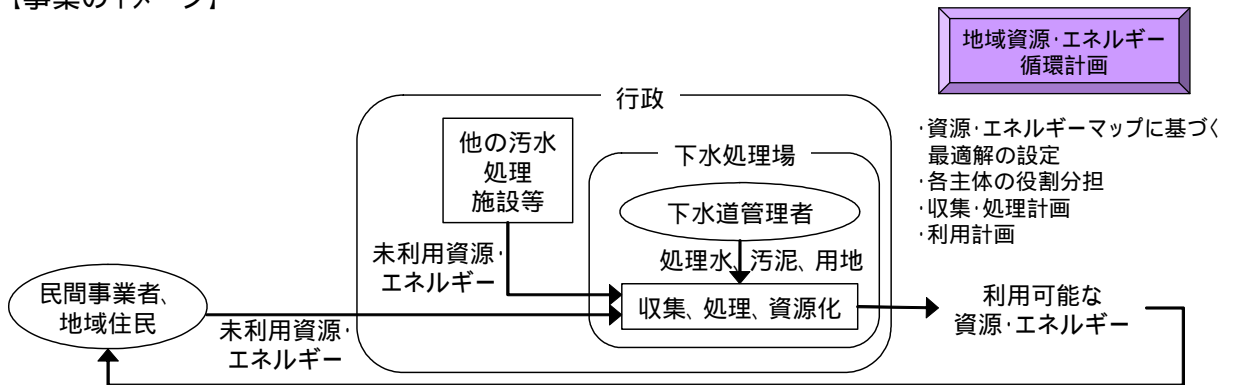 【事業のイメージ】
地域資源・エネルギー
循環計画
行政
・資源・エネルギーマップに基づく
最適解の設定
・各主体の役割分担
・収集・処理計画
・利用計画
他の汚水
処理
施設等
下水処理場
下水道管理者
処理水、汚泥、用地
未利用資源・
エネルギー
収集、処理、資源化
民間事業者、
地域住民
未利用資源・
エネルギー
利用可能な
資源・エネルギー